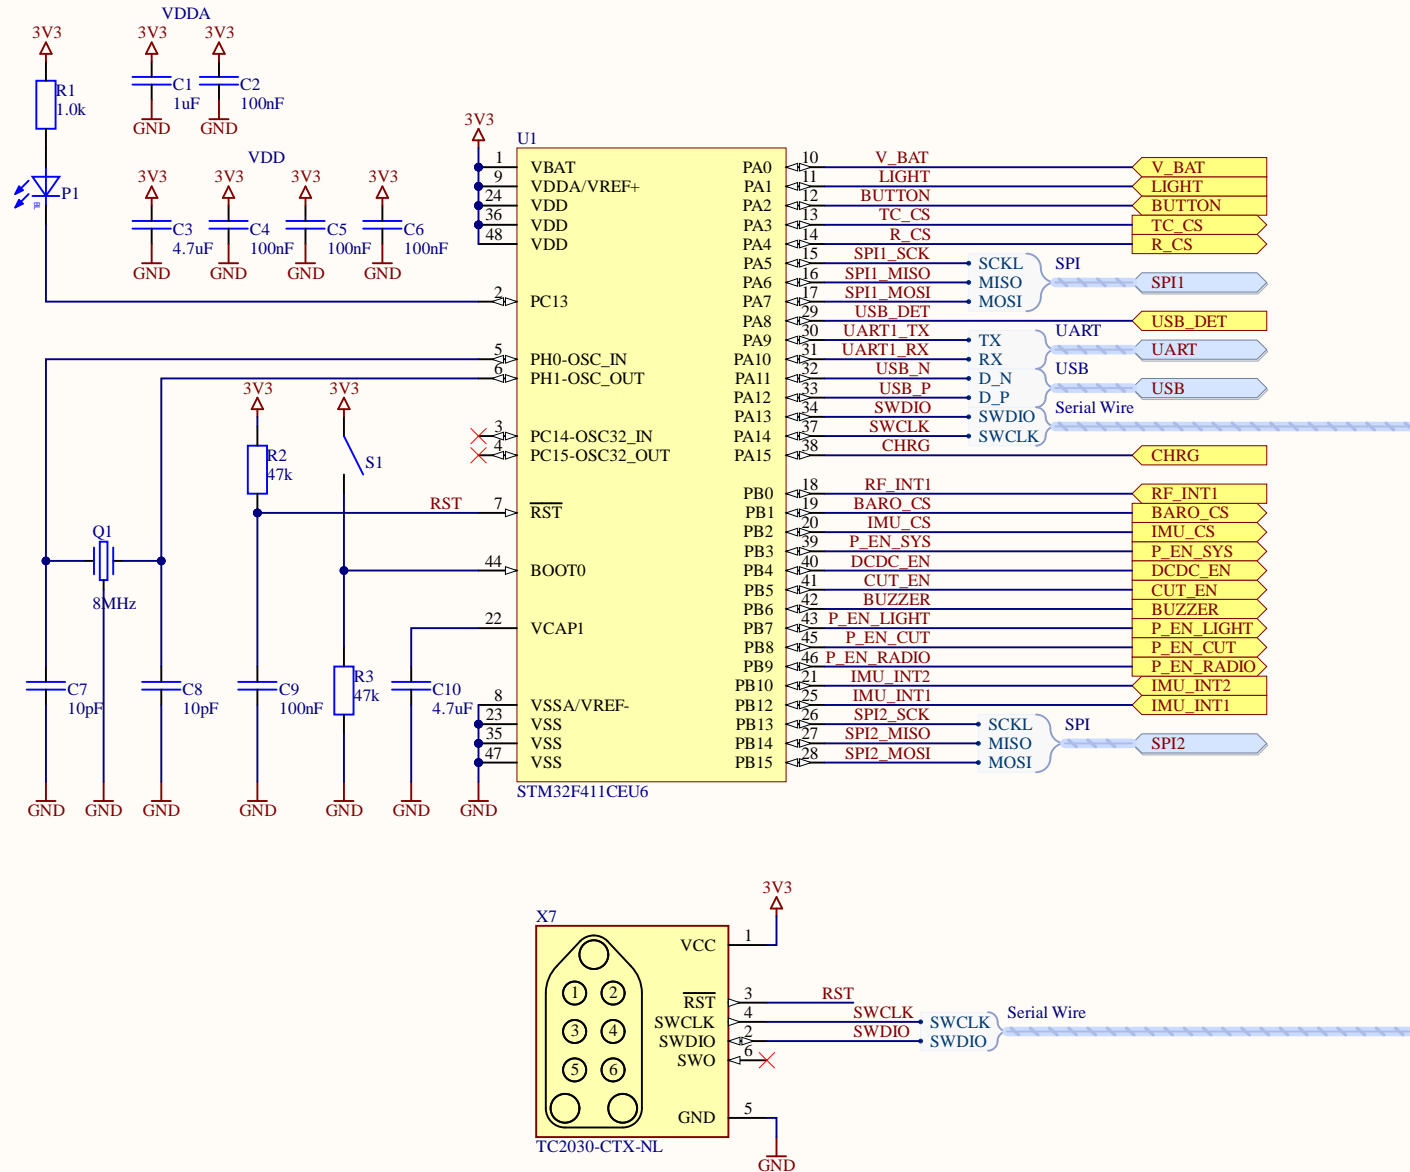 VDDA
3V3
3V3
3V3
R1
1.0k
C1
1uF
C2
100nF
GND
GND
P1
VDD
3V3
3V3
3V3
3V3
C3
4.7uF
C4
100nF
C5
100nF
C6
100nF
GND
GND
GND
GND
3V3
U1
1 VBAT
9 VDDA/VREF+
24 VDD
36 VDD
48 VDD
2 PC13
5 PH0-OSC_IN
6 PH1-OSC_OUT
3 PC14-OSC32_IN
4 PC15-OSC32_OUT
RST 7 RST
44 BOOT0
22 VCAP1
8 VSSA/VREF-
23 VSS
35 VSS
47 VSS
STM32F411CEU6
PA0 10 V_BAT V_BAT
PA1 11 LIGHT LIGHT
PA2 12 BUTTON BUTTON
PA3 13 TC_CS TC_CS
PA4 14 R_CS R_CS
PA5 15 SPI1_SCK SCKL SPI
PA6 16 SPI1_MISO MISO SPI1
PA7 17 SPI1_MOSI MOSI
PA8 29 USB_DET USB_DET
PA9 30 UART1_TX TX UART
PA10 31 UART1_RX RX UART
PA11 32 USB_N D_N USB
PA12 33 USB_P D_P USB
PA13 34 SWDIO SWDIO Serial Wire
PA14 37 SWCLK SWCLK
PA15 38 CHRG CHRG
PB0 18 RF_INT1 RF_INT1
PB1 19 BARO_CS BARO_CS
PB2 20 IMU_CS IMU_CS
PB3 39 P_EN_SYS P_EN_SYS
PB4 40 DCDC_EN DCDC_EN
PB5 41 CUT_EN CUT_EN
PB6 42 BUZZER BUZZER
PB7 43 P_EN_LIGHT P_EN_LIGHT
PB8 45 P_EN_CUT P_EN_CUT
PB9 46 P_EN_RADIO P_EN_RADIO
PB10 21 IMU_INT2 IMU_INT2
PB12 25 IMU_INT1 IMU_INT1
PB13 26 SPI2_SCK SCKL SPI
PB14 27 SPI2_MISO MISO SPI2
PB15 28 SPI2_MOSI MOSI
3V3
3V3
R2
47k
S1
Q1
8MHz
C7
10pF
C8
10pF
C9
100nF
R3
47k
C10
4.7uF
GND
GND
GND
GND
GND
GND
GND
3V3
X7
VCC 1
RST 3 RST
SWCLK 4 SWCLK SWCLK Serial Wire
SWDIO 2 SWDIO SWDIO
SWO 6
GND 5
1 2
3 4
5 6
TC2030-CTX-NL
GND